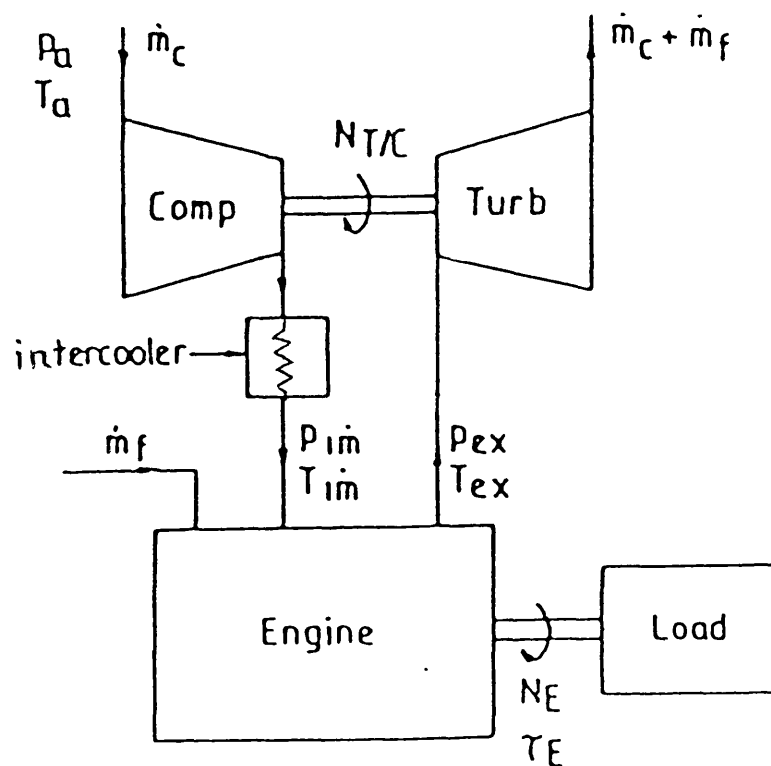 Pa
Ta
ṁc
ṁc + ṁf
NT/C
Comp
Turb
intercooler
ṁf
Pim̊
Tim̊
Pex
Tex
Engine
Load
NE
τE